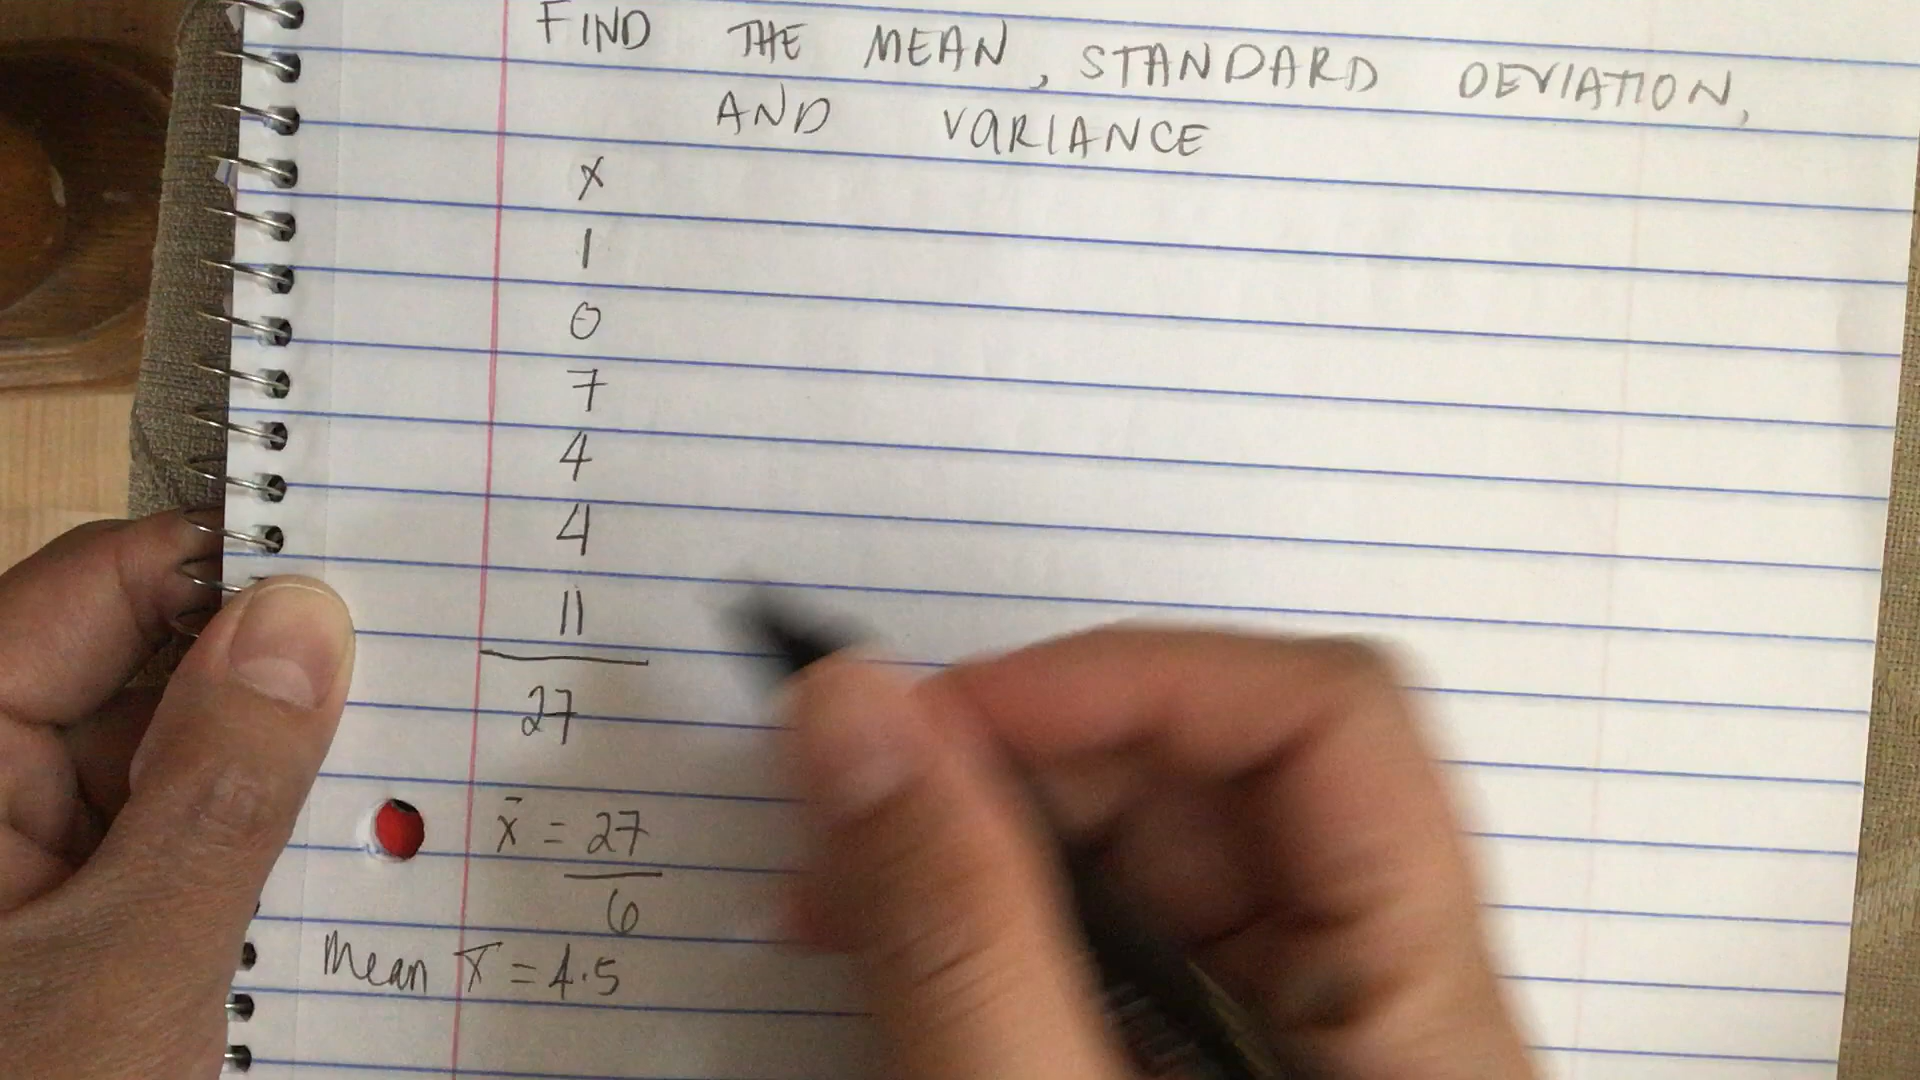 FIND THE MEAN, STANDARD DEVIATION,
AND VARIANCE
x
1
0
7
4
4
11
27
x̄ = 27
6
Mean x̄ = 4.5